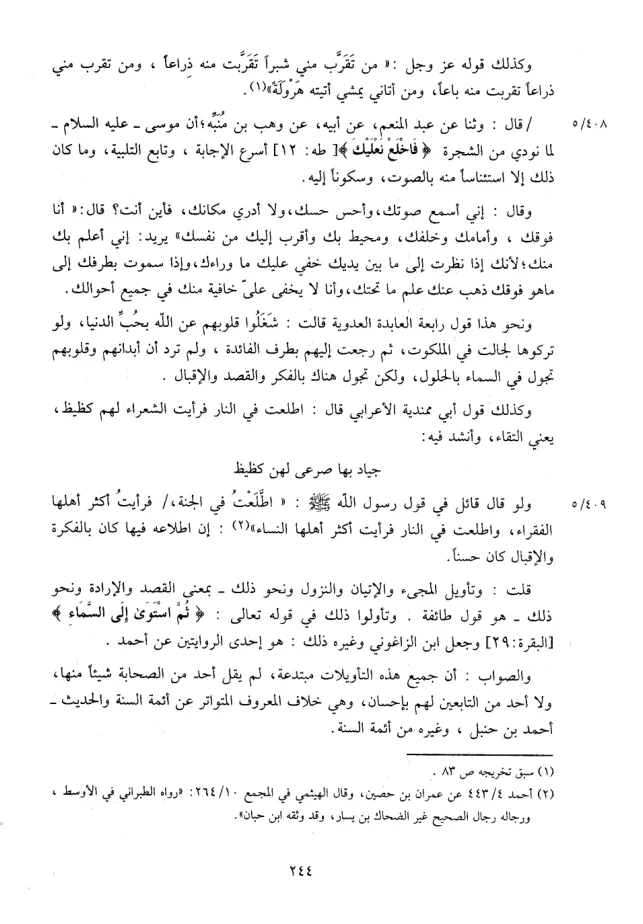 وكذلك قوله عز وجل : « من تَقَرَّب مني شبراً تَقَرَّبت منه ذِراعاً ، ومن تقرب مني
ذراعاً تقربت منه باعاً، ومن أتاني يمشي أتيته هَرْوَلَةً»(١).
٥/٤٠٨ /قال : وثنا عن عبد المنعم، عن أبيه، عن وهب بن مُنَبِّه؛أن موسى ـ عليه السلام ـ
لما نودي من الشجرة ﴿ فَاخْلَعْ نَعْلَيْكَ ﴾[ طه: ١٢] أسرع الإجابة ، وتابع التلبية، وما كان
ذلك إلا استئناساً منه بالصوت، وسكوناً إليه.
وقال : إني أسمع صوتك،وأحس حسك،ولا أدري مكانك، فأين أنت؟ قال:« أنا
فوقك ، وأمامك وخلفك، ومحيط بك وأقرب إليك من نفسك» يريد: إني أعلم بك
منك؛لأنك إذا نظرت إلى ما بين يديك خفي عليك ما وراءك،وإذا سموت بطرفك إلى
ماهو فوقك ذهب عنك علم ما تحتك،وأنا لا يخفى عليّ خافية منك في جميع أحوالك.
ونحو هذا قول رابعة العابدة العدوية قالت : شَغَلُوا قلوبهم عن الله بحُبِّ الدنيا، ولو
تركوها لجالت في الملكوت، ثم رجعت إليهم بطرف الفائدة ، ولم ترد أن أبدانهم وقلوبهم
تجول في السماء بالحلول، ولكن تجول هناك بالفكر والقصد والإقبال .
وكذلك قول أبي ممندية الأعرابي قال : اطلعت في النار فرأيت الشعراء لهم كظيظ،
يعني التقاء، وأنشد فيه:
جياد بها صرعى لهن كظيظ
٥/٤٠٩ ولو قال قائل في قول رسول الله ﷺ : « اطَّلَعْتُ في الجنة،/ فرأيتُ أكثر أهلها
الفقراء، واطلعت في النار فرأيت أكثر أهلها النساء»(٢) : إن اطلاعه فيها كان بالفكرة
والإقبال كان حسناً.
قلت : وتأويل المجيء والإتيان والنزول ونحو ذلك ـ بمعنى القصد والإرادة ونحو
ذلك ـ هو قول طائفة . وتأولوا ذلك في قوله تعالى : ﴿ ثُمَّ اسْتَوَىٰ إِلَى السَّمَاءِ ﴾
[البقرة:٢٩] وجعل ابن الزاغوني وغيره ذلك : هو إحدى الروايتين عن أحمد .
والصواب : أن جميع هذه التأويلات مبتدعة، لم يقل أحد من الصحابة شيئاً منها،
ولا أحد من التابعين لهم بإحسان، وهي خلاف المعروف المتواتر عن أئمة السنة والحديث ـ
أحمد بن حنبل ، وغيره من أئمة السنة.
(١) سبق تخريجه ص ٨٣ .
(٢) أحمد ٤/ ٤٤٣ عن عمران بن حصين، وقال الهيثمي في المجمع ١٠/ ٢٦٤: «رواه الطبراني في الأوسط ،
ورجاله رجال الصحيح غير الضحاك بن يسار، وقد وثقه ابن حبان».
٢٤٤